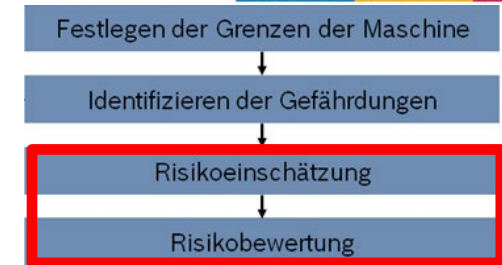 Festlegen der Grenzen der Maschine
Identifizieren der Gefährdungen
Risikoeinschätzung
Risikobewertung